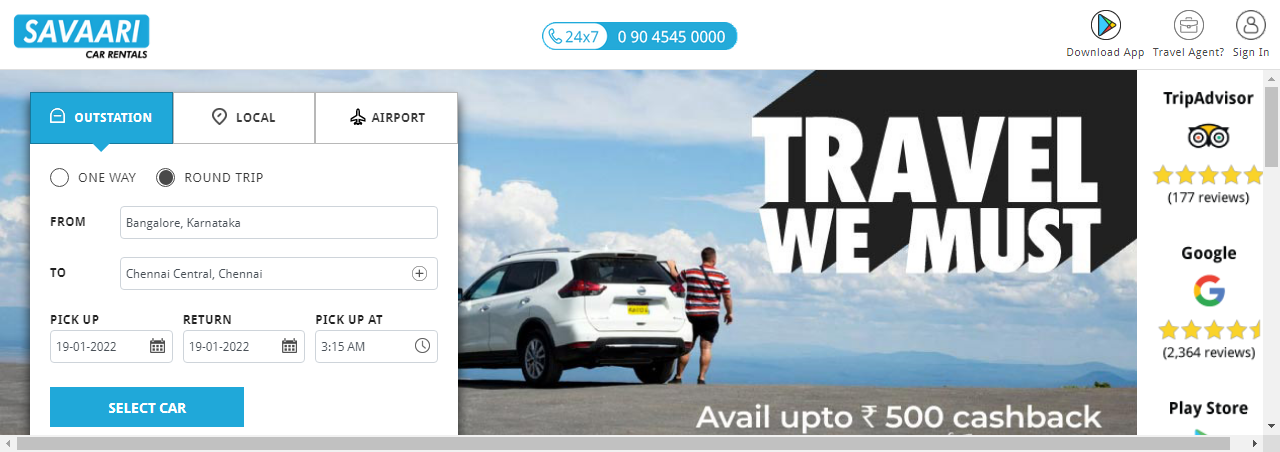 SAVAARI
CAR RENTALS
24x7 0 90 4545 0000
Download App
Travel Agent?
Sign In
OUTSTATION
LOCAL
AIRPORT
ONE WAY
ROUND TRIP
FROM
Bangalore, Karnataka
TO
Chennai Central, Chennai
PICK UP
RETURN
PICK UP AT
19-01-2022
19-01-2022
3:15 AM
SELECT CAR
TRAVEL
WE MUST
Avail upto ₹ 500 cashback
TripAdvisor
(177 reviews)
Google
(2,364 reviews)
Play Store